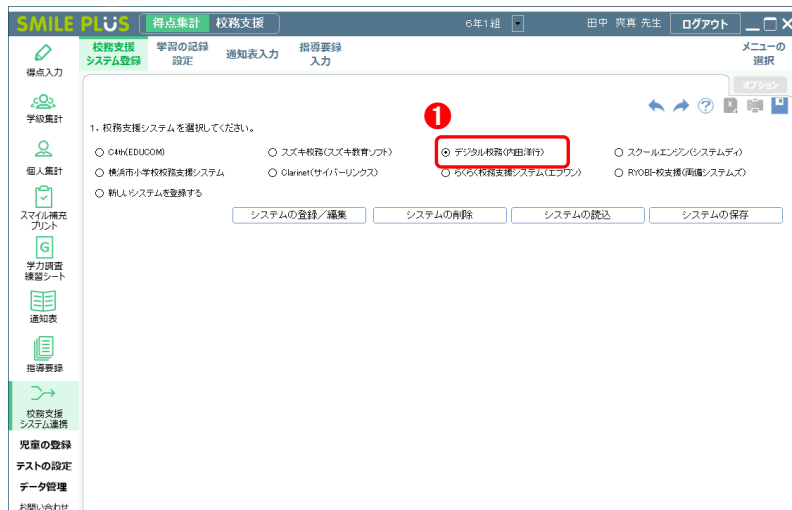 SMILE PLUS 得点集計 校務支援 6年1組 田中 爽真 先生 ログアウト
校務支援
システム登録
学習の記録
設定
通知表入力
指導要録
入力
メニューの
選択
オプション
得点入力
学級集計
個人集計
スマイル補充
プリント
G
学力調査
練習シート
通知表
指導要録
校務支援
システム連携
児童の登録
テストの設定
データ管理
お問い合わせ
1
1. 校務支援システムを選択してください。
C4th(EDUCOM) スズキ校務(スズキ教育ソフト) デジタル校務(内田洋行) スクールエンジン(システムディ)
横浜市小学校校務支援システム Clarinet(サイバーリンクス) らくらく校務支援システム(エフワン) RYOBI-校支援(両備システムズ)
新しいシステムを登録する
システムの登録/編集 システムの削除 システムの読込 システムの保存